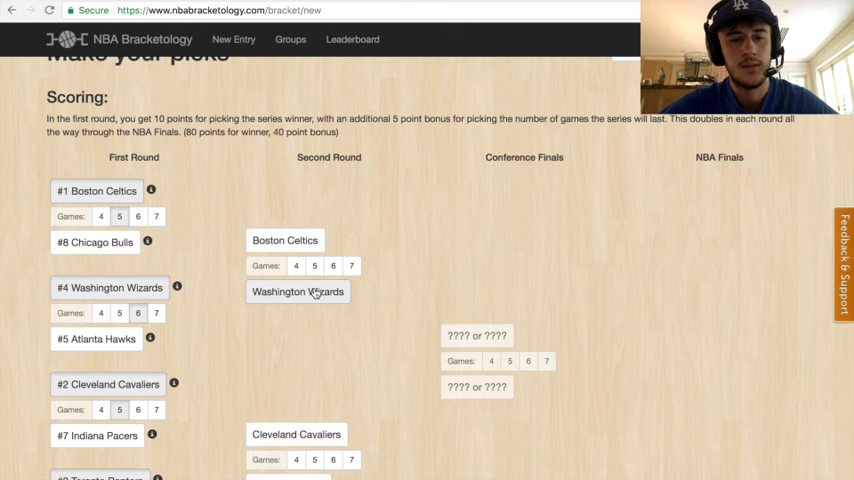 Secure https://www.nbabracketology.com/bracket/new
NBA Bracketology New Entry Groups Leaderboard
Make your picks
Scoring:
In the first round, you get 10 points for picking the series winner, with an additional 5 point bonus for picking the number of games the series will last. This doubles in each round all
the way through the NBA Finals. (80 points for winner, 40 point bonus)
First Round Second Round Conference Finals NBA Finals
#1 Boston Celtics
Games: 4 5 6 7
#8 Chicago Bulls
Boston Celtics
Games: 4 5 6 7
Washington Wizards
#4 Washington Wizards
Games: 4 5 6 7
#5 Atlanta Hawks
???? or ????
Games: 4 5 6 7
???? or ????
#2 Cleveland Cavaliers
Games: 4 5 6 7
#7 Indiana Pacers
Cleveland Cavaliers
Games: 4 5 6 7
#3 Toronto Raptors
Feedback & Support
LA